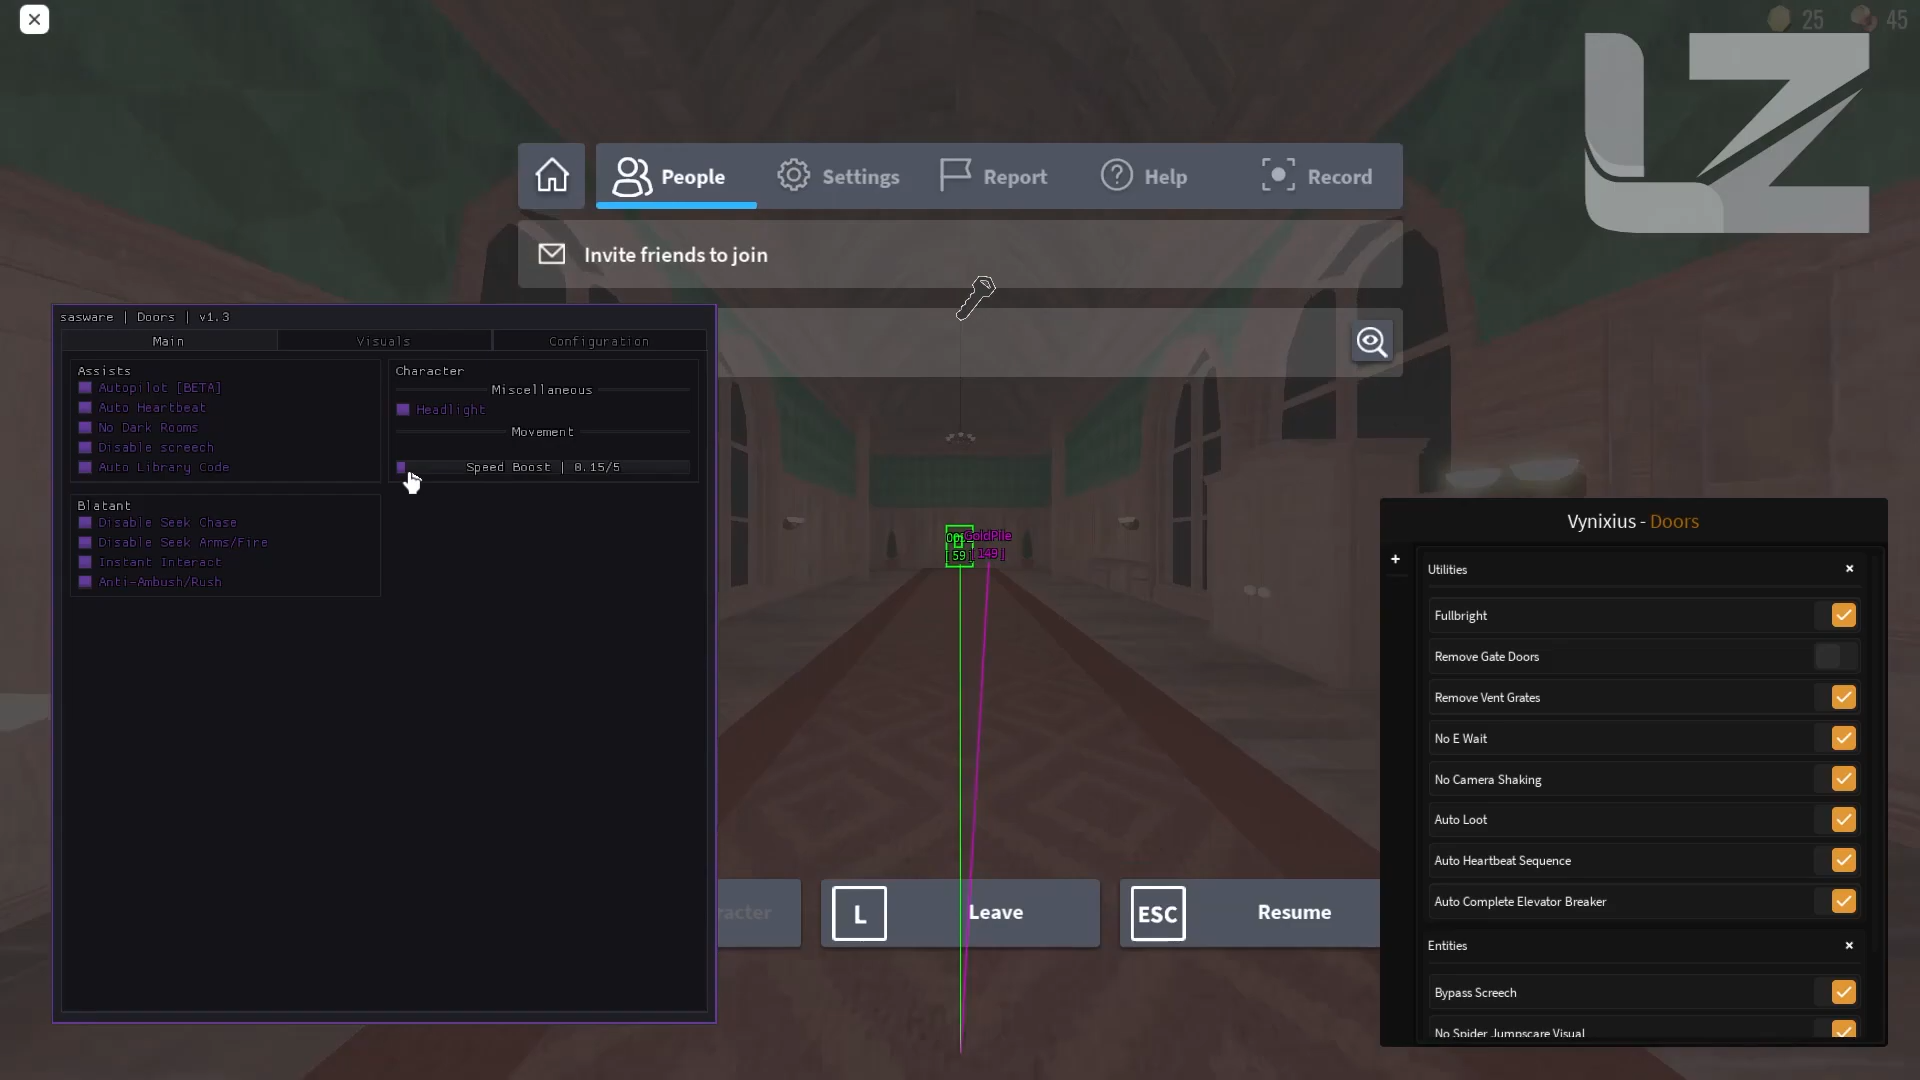 25
45
LZ
People
Settings
Report
Help
Record
Invite friends to join
sasware | Doors | v1.3
Main
Visuals
Configuration
Assists
Autopilot [BETA]
Auto Heartbeat
No Dark Rooms
Disable screech
Auto Library Code
Character
Miscellaneous
Headlight
Movement
Speed Boost | 0.15/5
Blatant
Disable Seek Chase
Disable Seek Arms/Fire
Instant Interact
Anti-Ambush/Rush
GoldPile
[ 59 ]
[ 149 ]
racter
L
Leave
ESC
Resume
Vynixius - Doors
+
Utilities
Fullbright
Remove Gate Doors
Remove Vent Grates
No E Wait
No Camera Shaking
Auto Loot
Auto Heartbeat Sequence
Auto Complete Elevator Breaker
Entities
Bypass Screech
No Spider Jumpscare Visual